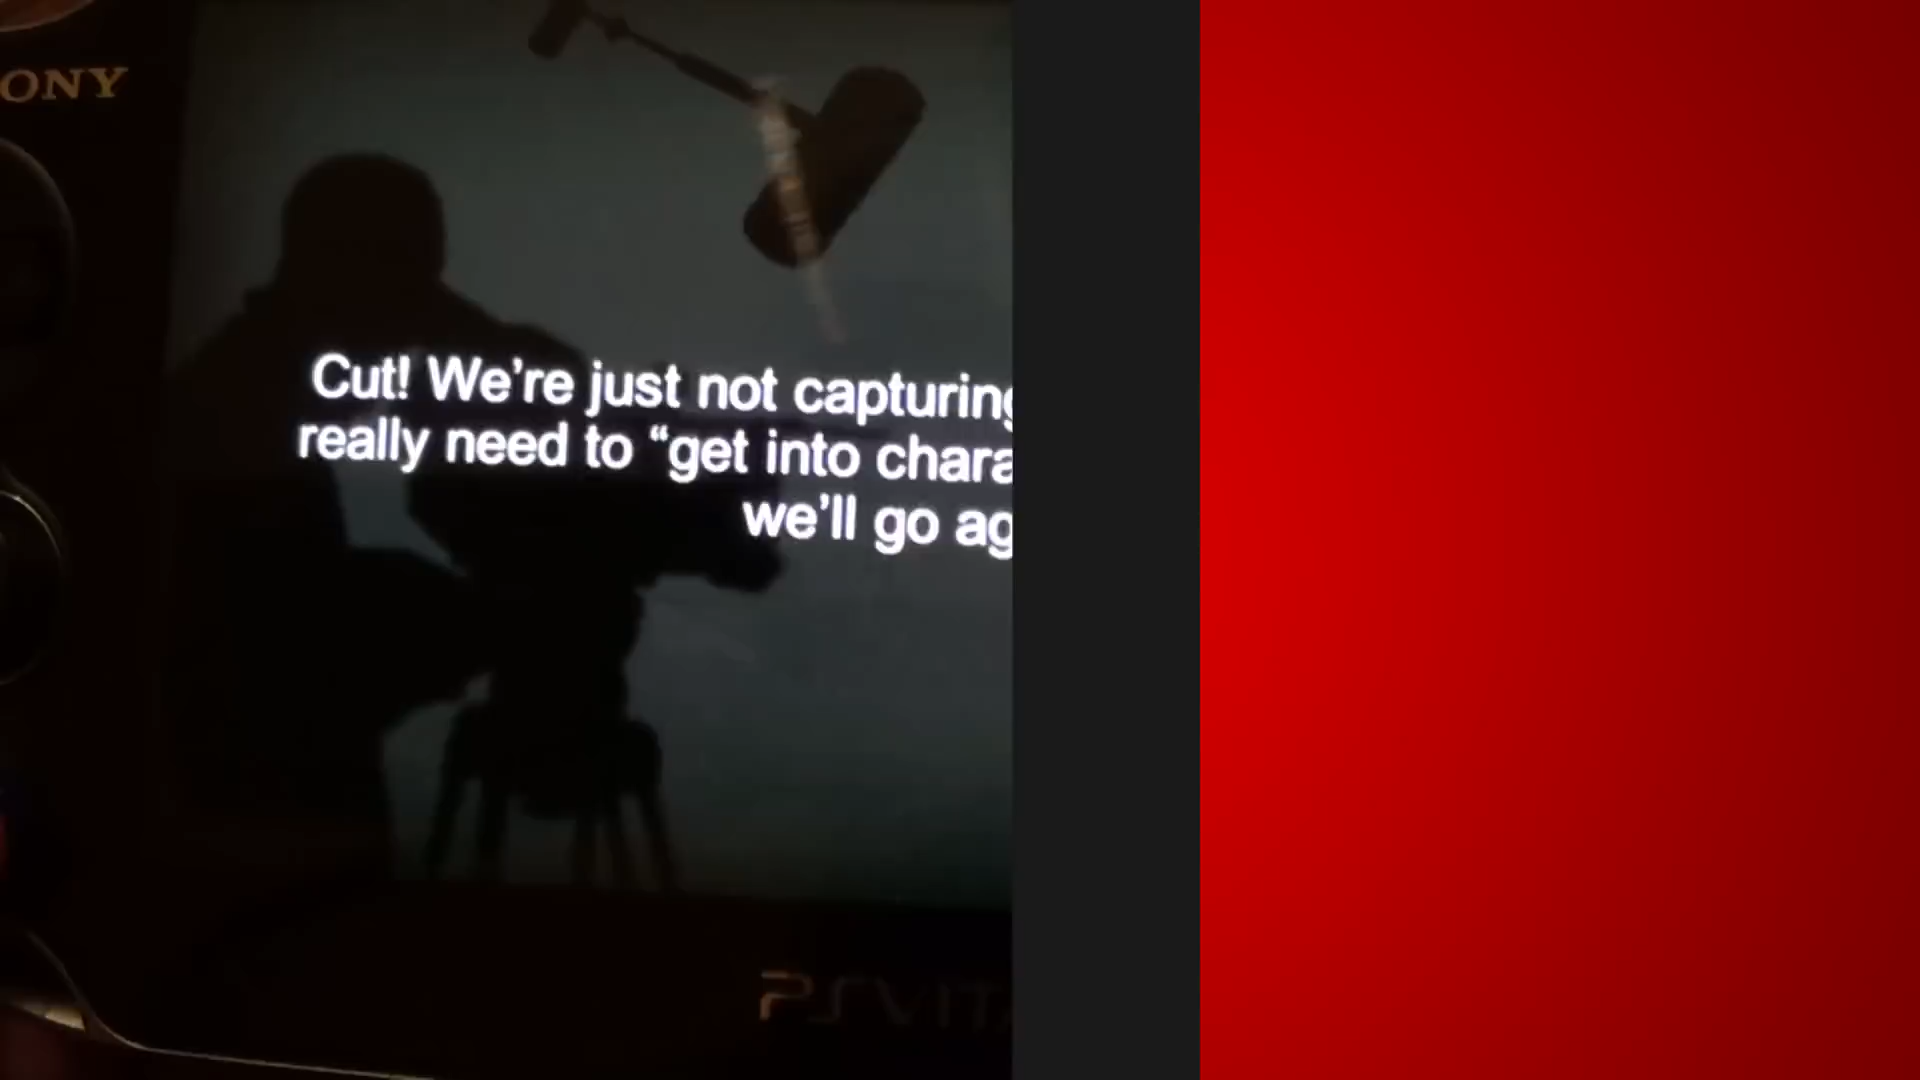 ONY
Cut! We’re just not capturing
really need to “get into chara
we’ll go ag
PSVITA